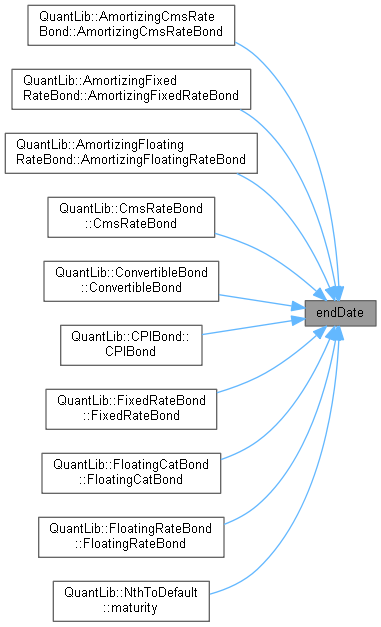 QuantLib::AmortizingCmsRate
Bond::AmortizingCmsRateBond
QuantLib::AmortizingFixed
RateBond::AmortizingFixedRateBond
QuantLib::AmortizingFloating
RateBond::AmortizingFloatingRateBond
QuantLib::CmsRateBond
::CmsRateBond
QuantLib::ConvertibleBond
::ConvertibleBond
endDate
QuantLib::CPIBond::
CPIBond
QuantLib::FixedRateBond
::FixedRateBond
QuantLib::FloatingCatBond
::FloatingCatBond
QuantLib::FloatingRateBond
::FloatingRateBond
QuantLib::NthToDefault
::maturity